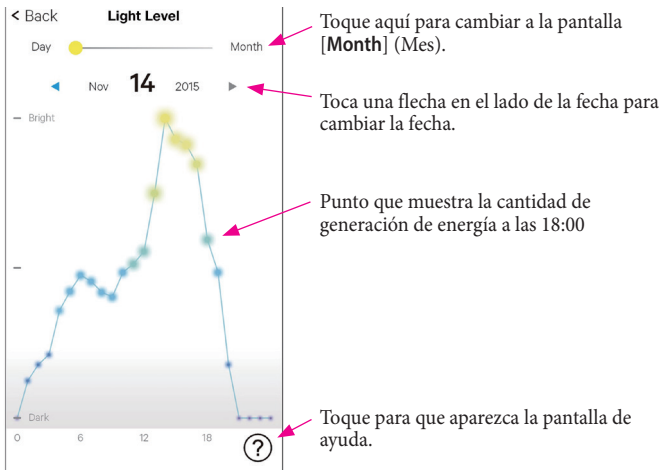 < Back Light Level
Day Month
Nov 14 2015
Bright
Dark
0 6 12 18
?
Toque aquí para cambiar a la pantalla
[Month] (Mes).
Toca una flecha en el lado de la fecha para
cambiar la fecha.
Punto que muestra la cantidad de
generación de energía a las 18:00
Toque para que aparezca la pantalla de
ayuda.